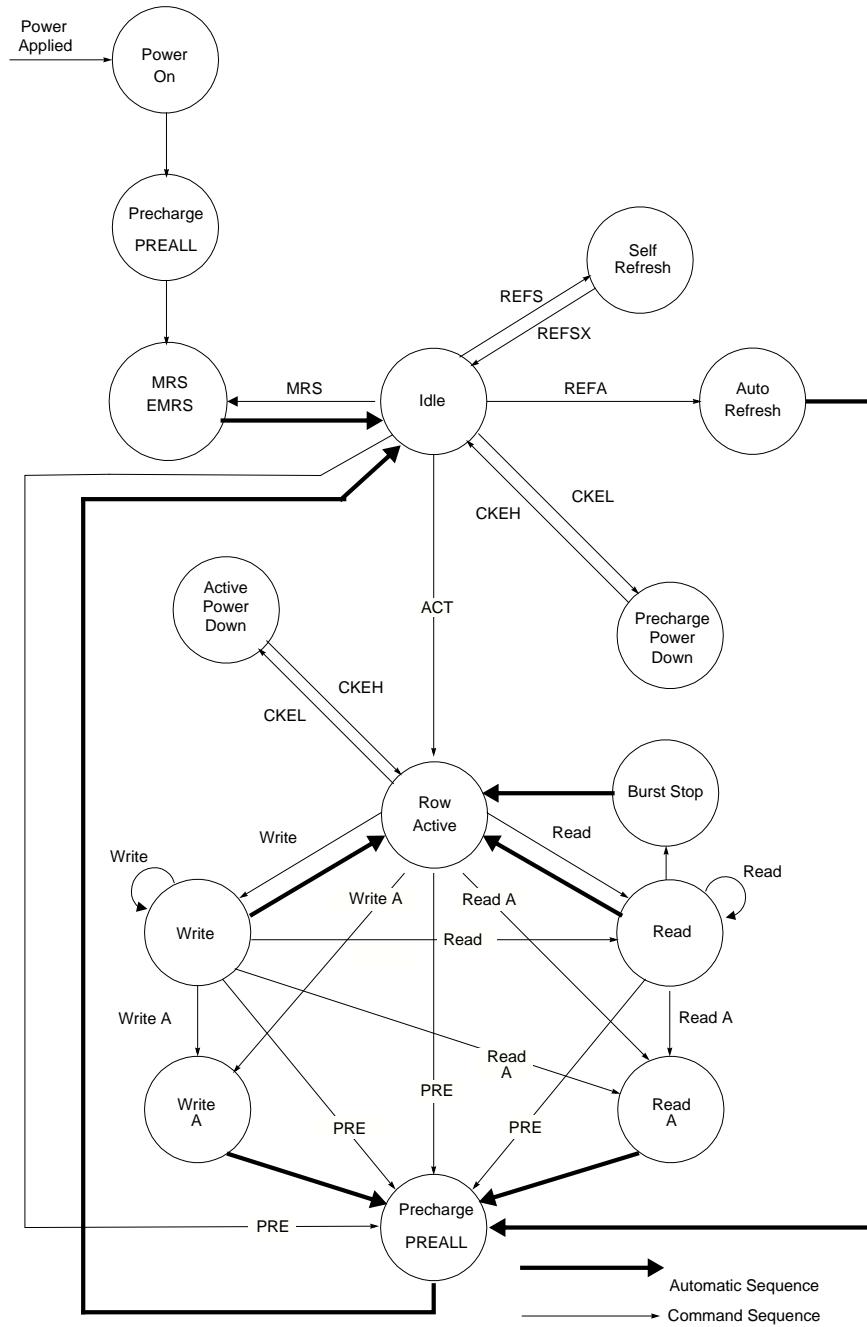 Power
Applied
Power
On
Precharge
PREALL
Self
Refresh
REFS
REFSX
MRS
EMRS
MRS
Idle
REFA
Auto
Refresh
CKEL
CKEH
Active
Power
Down
ACT
Precharge
Power
Down
CKEH
CKEL
Row
Active
Burst Stop
Write
Read
Write
Read
Write A
Read A
Write
Read
Read
Write A
Read A
Read
A
Write
A
PRE
Read
A
PRE
PRE
Precharge
PREALL
PRE
Automatic Sequence
Command Sequence